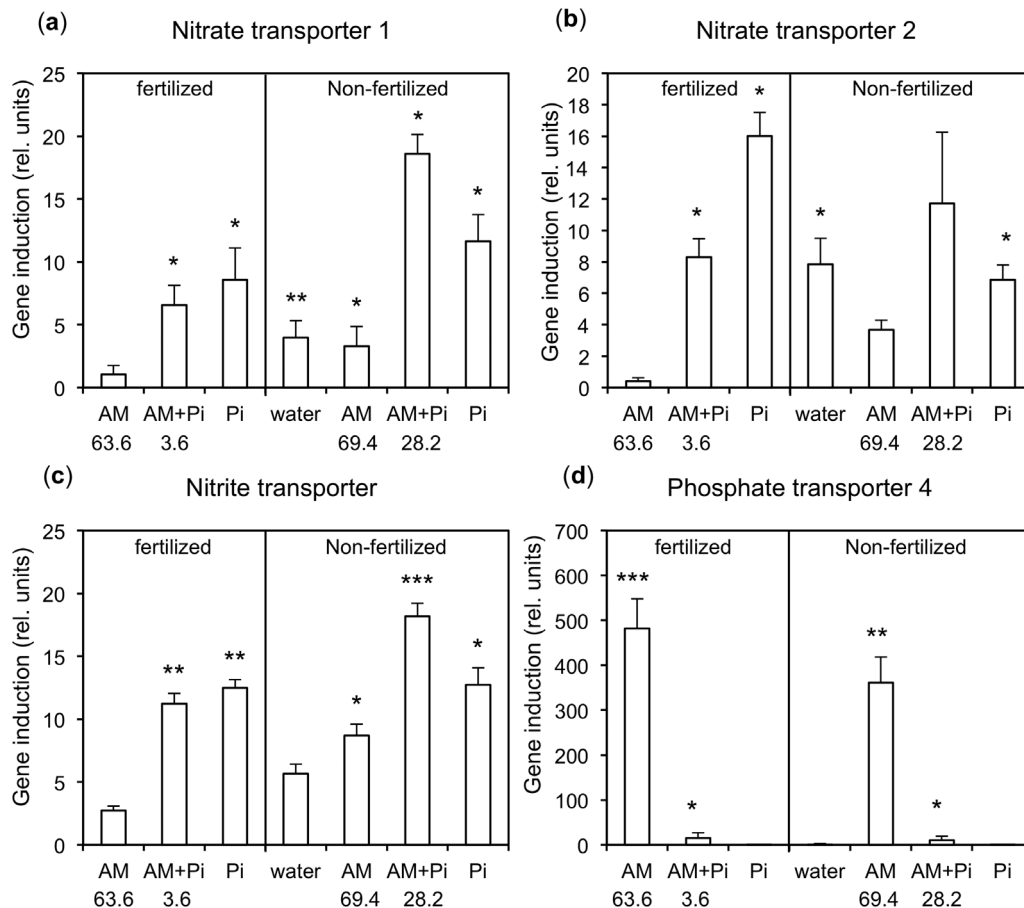 (a) Nitrate transporter 1
Gene induction (rel. units)
25
20
15
10
5
0
fertilized Non-fertilized
* * ** * * *
AM AM+Pi Pi water AM AM+Pi Pi
63.6 3.6 69.4 28.2
(b) Nitrate transporter 2
Gene induction (rel. units)
20
18
16
14
12
10
8
6
4
2
0
fertilized Non-fertilized
* * * *
AM AM+Pi Pi water AM AM+Pi Pi
63.6 3.6 69.4 28.2
(c) Nitrite transporter
Gene induction (rel. units)
25
20
15
10
5
0
fertilized Non-fertilized
** ** * *** *
AM AM+Pi Pi water AM AM+Pi Pi
63.6 3.6 69.4 28.2
(d) Phosphate transporter 4
Gene induction (rel. units)
700
600
500
400
300
200
100
0
fertilized Non-fertilized
*** * ** *
AM AM+Pi Pi water AM AM+Pi Pi
63.6 3.6 69.4 28.2